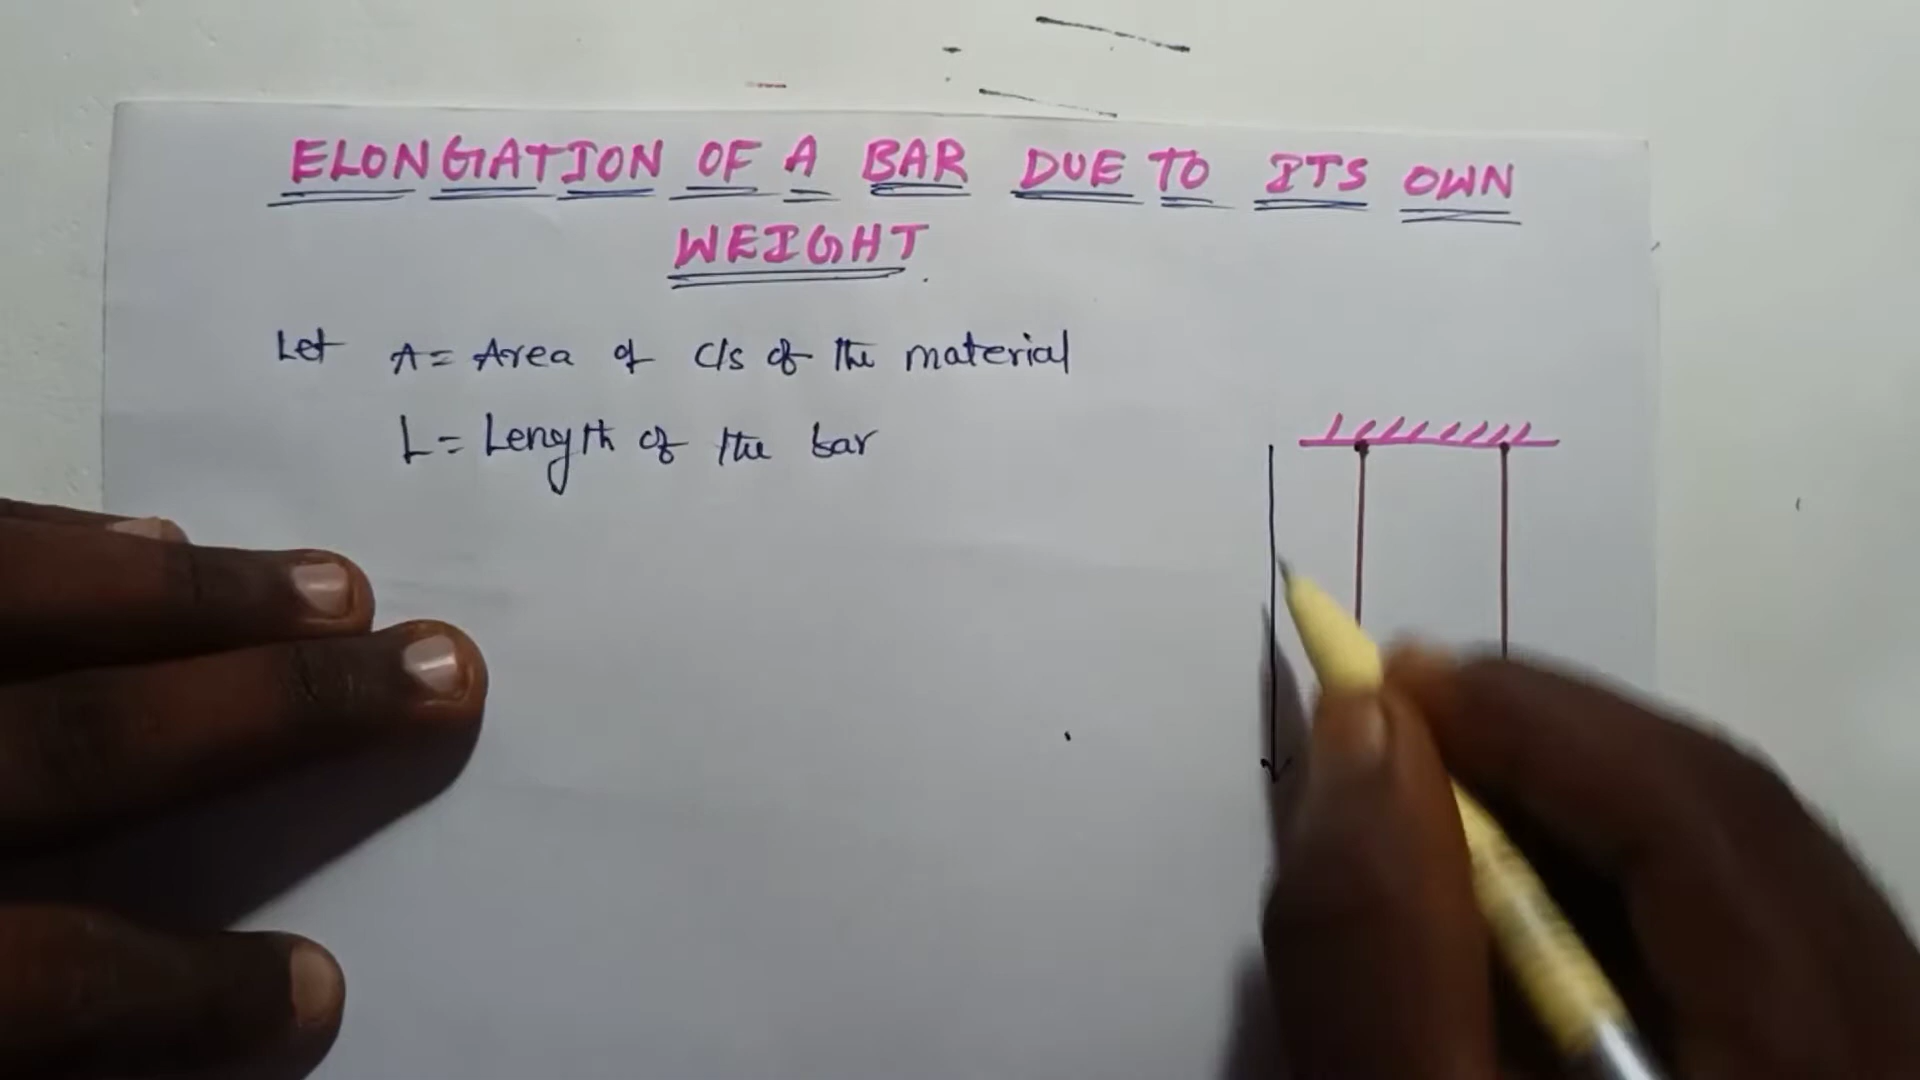 ELONGATION OF A BAR DUE TO ITS OWN
WEIGHT.
Let A = Area of c/s of the material
L = Length of the bar